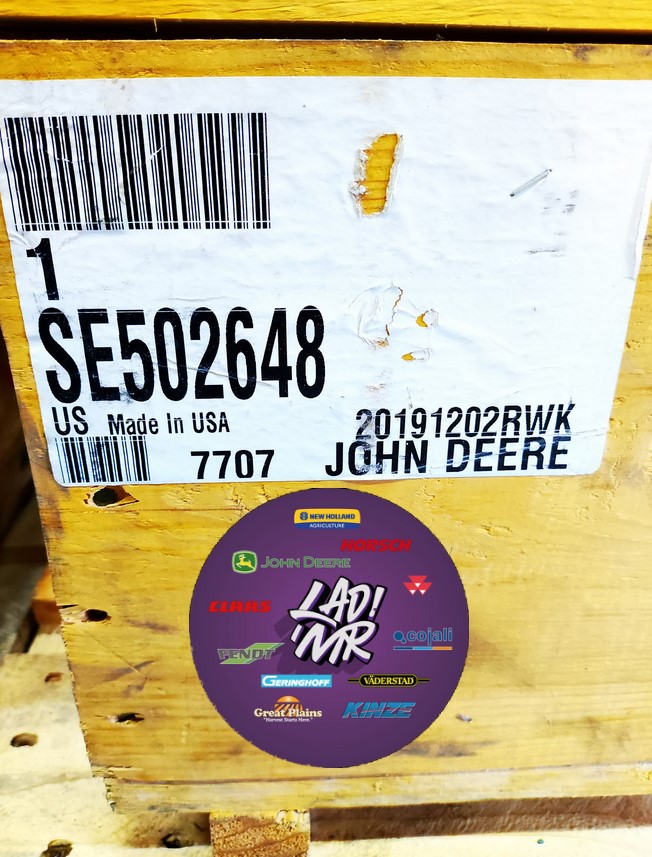 1
SE502648
US Made In USA
20191202RWK
7707
JOHN DEERE
NEW HOLLAND
AGRICULTURE
HORSCH
JOHN DEERE
CLAAS
LAD!
'MR
cojali
FENDT
GERINGHOFF
VÄDERSTAD
Great Plains
"Harvest Starts Here."
KINZE